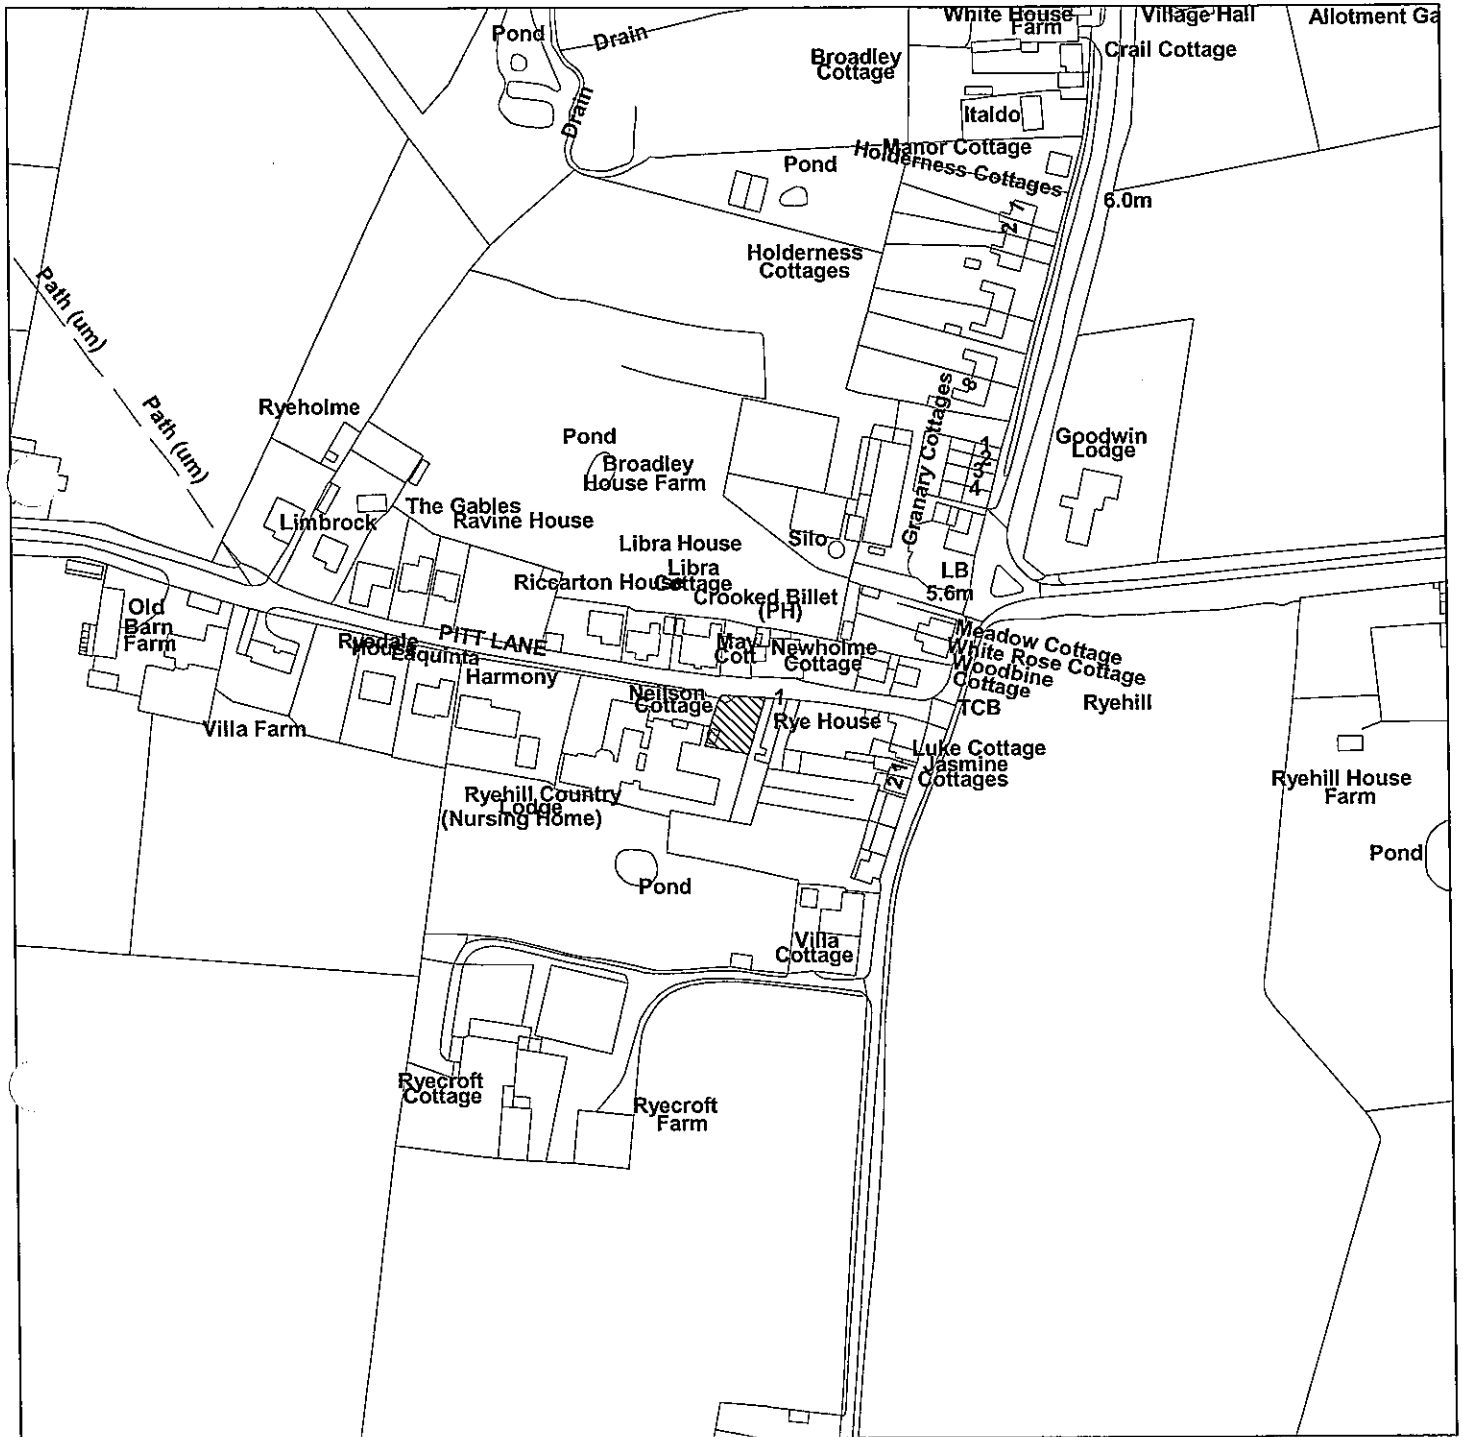 White House
Farm
Village Hall
Allotment Ga
Pond
Drain
Crail Cottage
Broadley
Cottage
Drain
Italdo
Manor Cottage
Holderness Cottages
Pond
6.0m
1
2
Holderness
Cottages
Path (um)
8
Path (um)
Ryeholme
Granary Cottages
Pond
Goodwin
Lodge
1
2
3
4
Broadley
House Farm
The Gables
Ravine House
Limbrock
Silo
Libra House
Libra
Cottage
Riccarton House
LB
5.6m
Crooked Billet
(PH)
Old
Barn
Farm
PITT LANE
May
Cott
Newholme
Cottage
Meadow Cottage
White Rose Cottage
Woodbine
Cottage
Ryedale
House
Laquinta
Harmony
Neilson
Cottage
1
Rye House
TCB
Ryehill
Villa Farm
Luke Cottage
Jasmine
Cottages
1
2
Ryehill House
Farm
Ryehill Country
Lodge
(Nursing Home)
Pond
Pond
Villa
Cottage
Ryecroft
Cottage
Ryecroft
Farm